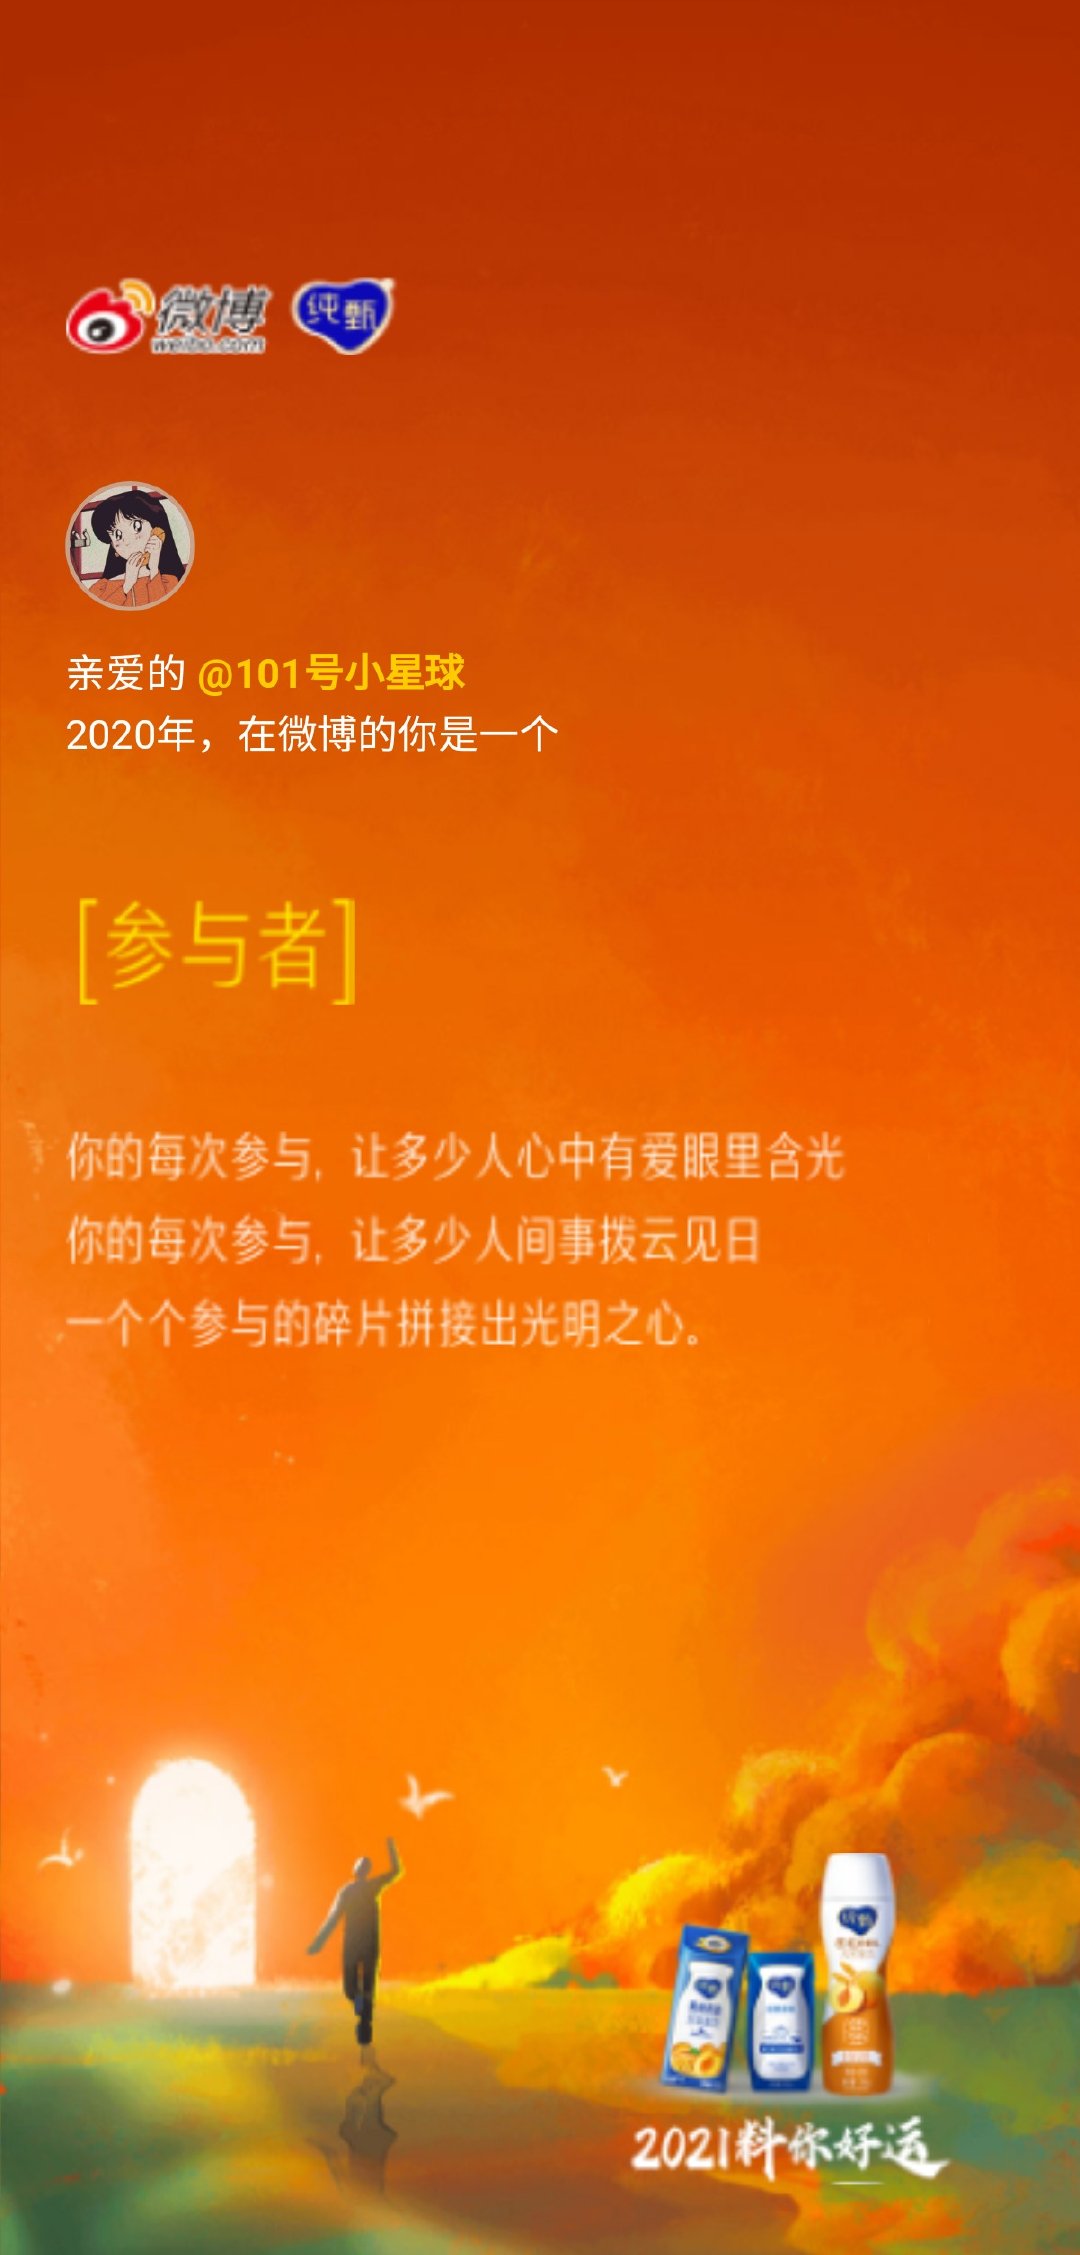 微博
weibo.com
纯甄
亲爱的 @101号小星球
2020年，在微博的你是一个
[参与者]
你的每次参与，让多少人心中有爱眼里含光
你的每次参与，让多少人间事拨云见日
一个个参与的碎片拼接出光明之心。
纯甄
2021料你好运